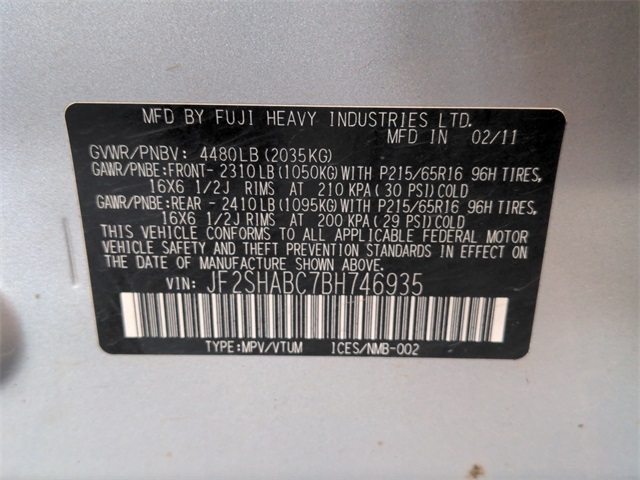 MFD BY FUJI HEAVY INDUSTRIES LTD.
MFD IN 02/11
GVWR/PNBV: 4480LB(2035KG)
GAWR/PNBE:FRONT- 2310LB(1050KG)WITH P215/65R16 96H TIRES,
16X6 1/2J RIMS AT 210 KPA(30 PSI)COLD
GAWR/PNBE:REAR - 2410LB(1095KG)WITH P215/65R16 96H TIRES,
16X6 1/2J RIMS AT 200 KPA(29 PSI)COLD
THIS VEHICLE CONFORMS TO ALL APPLICABLE FEDERAL MOTOR
VEHICLE SAFETY AND THEFT PREVENTION STANDARDS IN EFFECT ON
THE DATE OF MANUFACTURE SHOWN ABOVE.
VIN: JF2SHABC7BH746935
TYPE:MPV/VTUM ICES/NMB-002